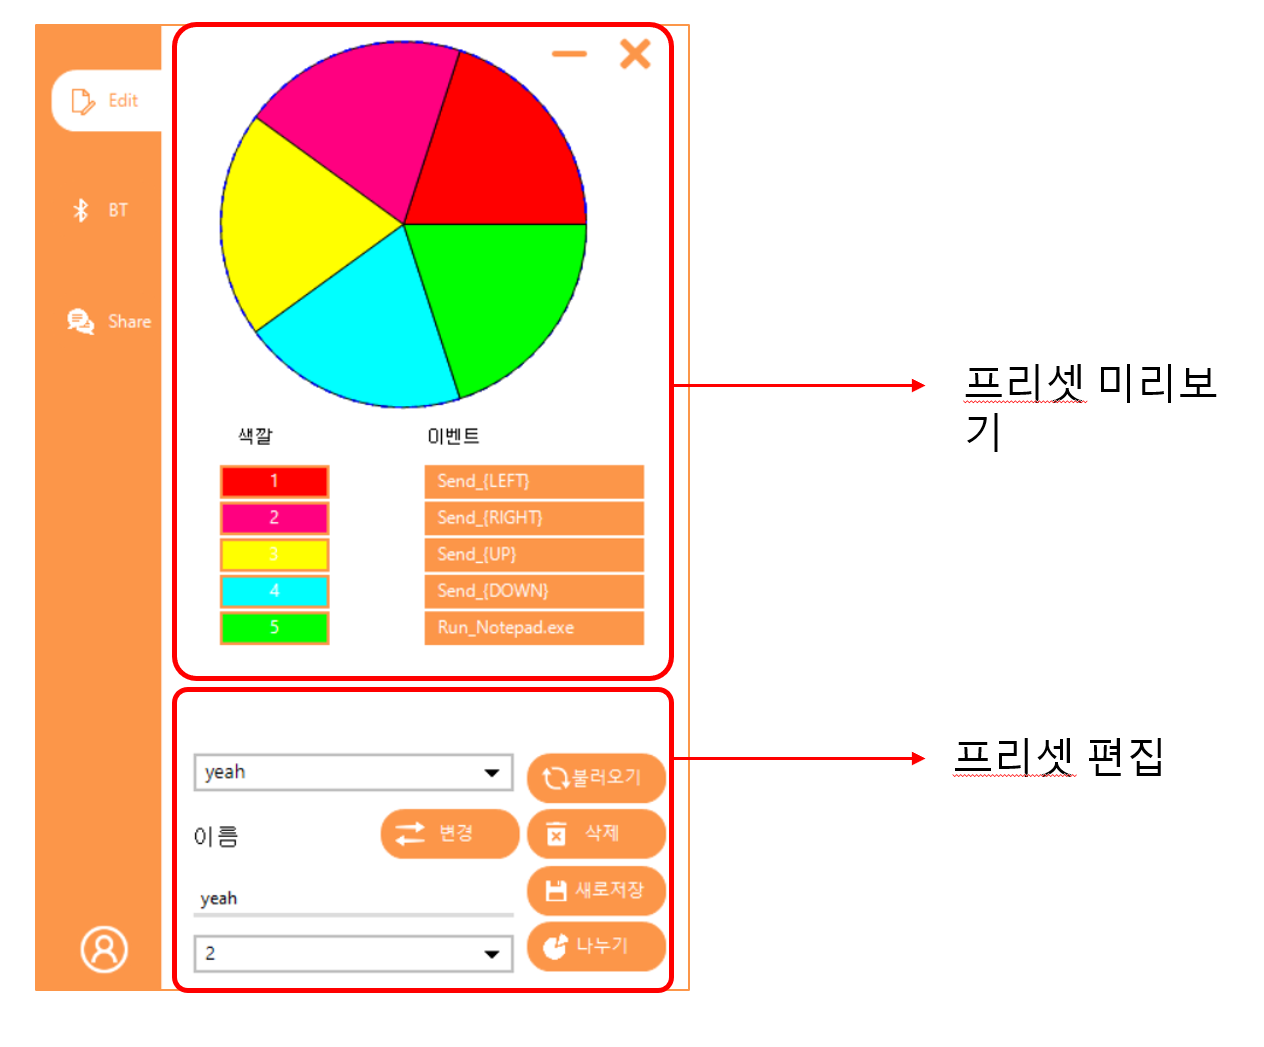 Edit
BT
Share
색깔
이벤트
1
Send_{LEFT}
2
Send_{RIGHT}
3
Send_{UP}
4
Send_{DOWN}
5
Run_Notepad.exe
yeah
불러오기
이름
변경
삭제
yeah
새로저장
2
나누기
프리셋 미리보
기
프리셋 편집